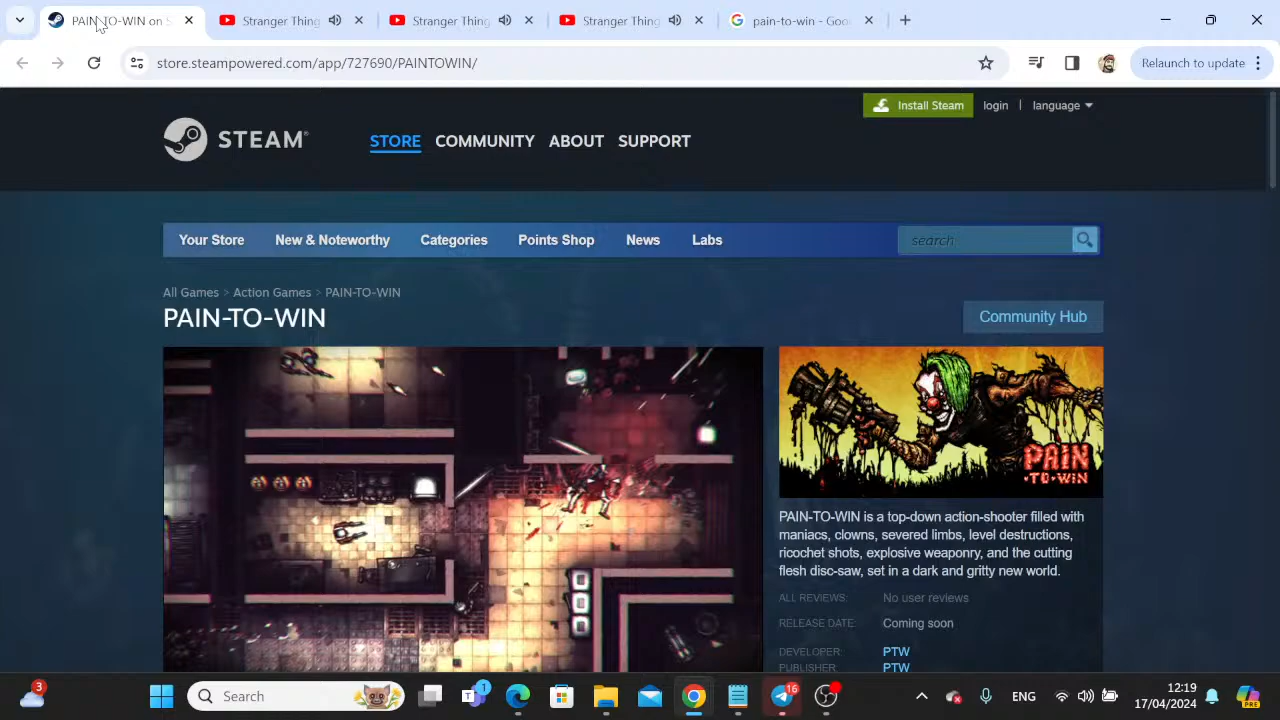 PAIN-TO-WIN on S
Stranger Thing
Stranger Thing
Stranger Thing
pain-to-win - Goo
store.steampowered.com/app/727690/PAINTOWIN/
Relaunch to update
Install Steam
login
language
STEAM®
STORE
COMMUNITY
ABOUT
SUPPORT
Your Store
New & Noteworthy
Categories
Points Shop
News
Labs
search
All Games > Action Games > PAIN-TO-WIN
PAIN-TO-WIN
Community Hub
PAIN
TO-WIN
PAIN-TO-WIN is a top-down action-shooter filled with
maniacs, clowns, severed limbs, level destructions,
ricochet shots, explosive weaponry, and the cutting
flesh disc-saw, set in a dark and gritty new world.
ALL REVIEWS: No user reviews
RELEASE DATE: Coming soon
DEVELOPER: PTW
PUBLISHER: PTW
3
Search
1
16
ENG
12:19
17/04/2024
PRE